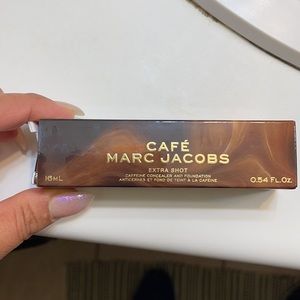 CAFÉ
MARC JACOBS
EXTRA SHOT
CAFFEINE CONCEALER AND FOUNDATION
ANTICERNES ET FOND DE TEINT À LA CAFÉINE
16ML
0.54 FL.Oz.